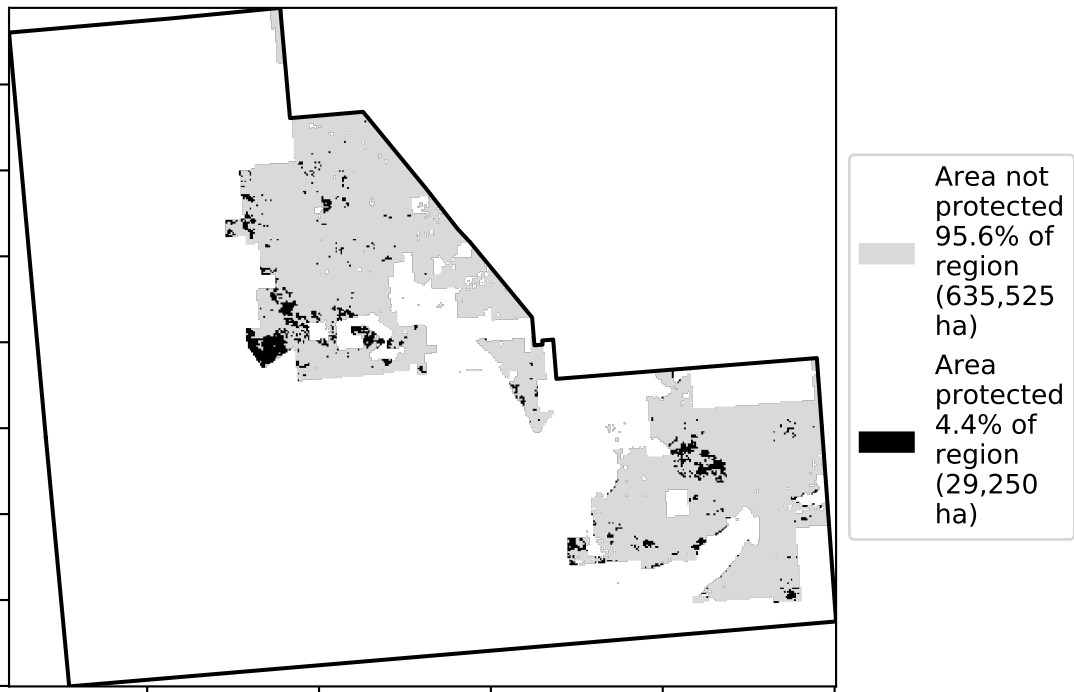 Area not
protected
95.6% of
region
(635,525
ha)
Area
protected
4.4% of
region
(29,250
ha)